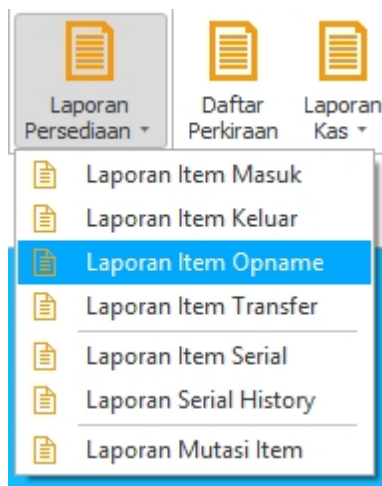 Laporan
Persediaan
Daftar
Perkiraan
Laporan
Kas
Laporan Item Masuk
Laporan Item Keluar
Laporan Item Opname
Laporan Item Transfer
Laporan Item Serial
Laporan Serial History
Laporan Mutasi Item